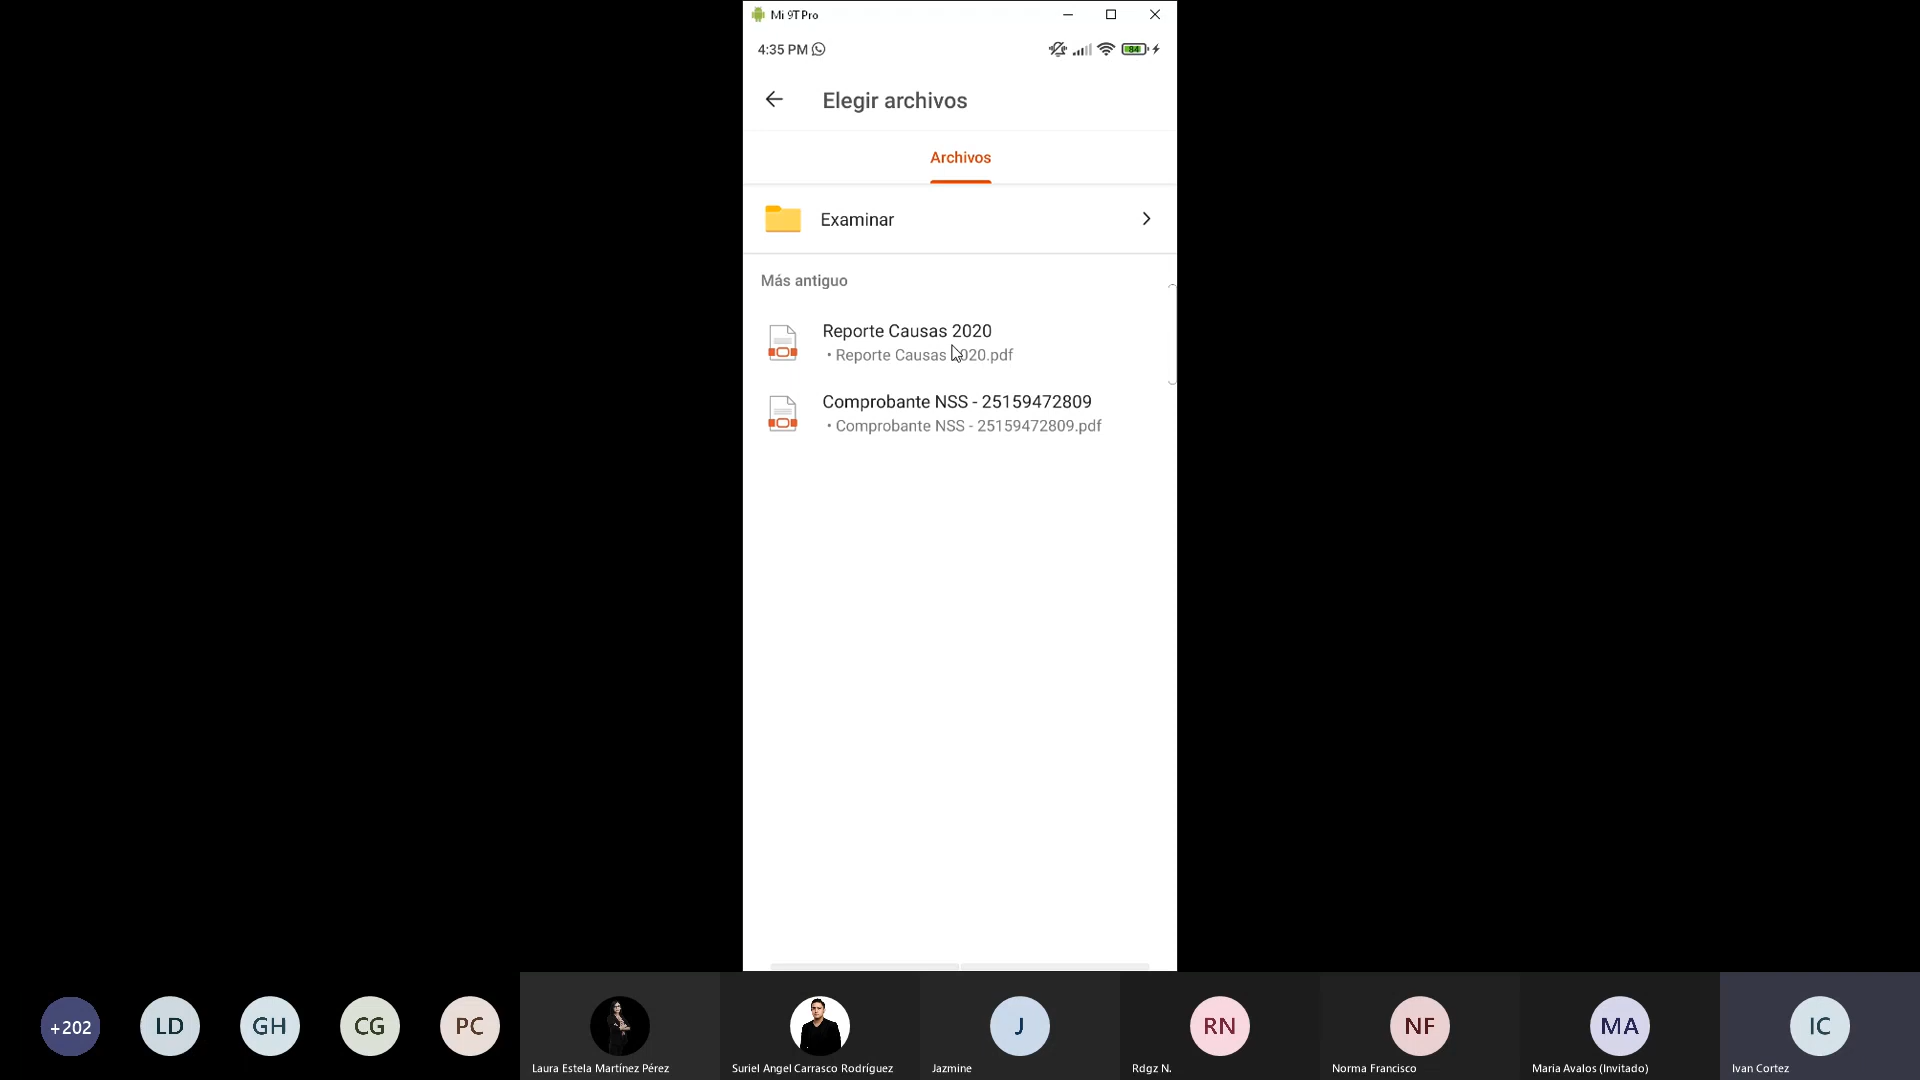 Mi 9T Pro
4:35 PM
84
Elegir archivos
Archivos
Examinar
Más antiguo
Reporte Causas 2020
• Reporte Causas 2020.pdf
Comprobante NSS - 25159472809
• Comprobante NSS - 25159472809.pdf
+202
LD
GH
CG
PC
J
RN
NF
MA
IC
Laura Estela Martínez Pérez
Suriel Angel Carrasco Rodríguez
Jazmine
Rdgz N.
Norma Francisco
Maria Avalos (Invitado)
Ivan Cortez